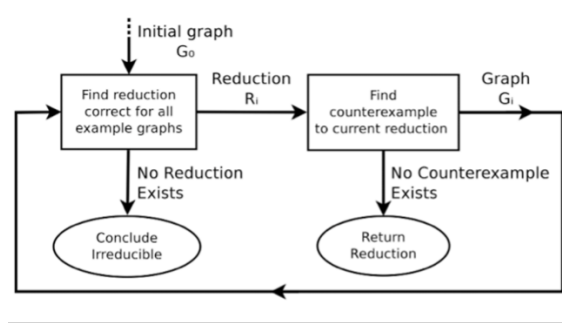 Initial graph
G₀
Find reduction
correct for all
example graphs
Reduction
Rᵢ
Find
counterexample
to current reduction
Graph
Gᵢ
No Reduction
Exists
No Counterexample
Exists
Conclude
Irreducible
Return
Reduction